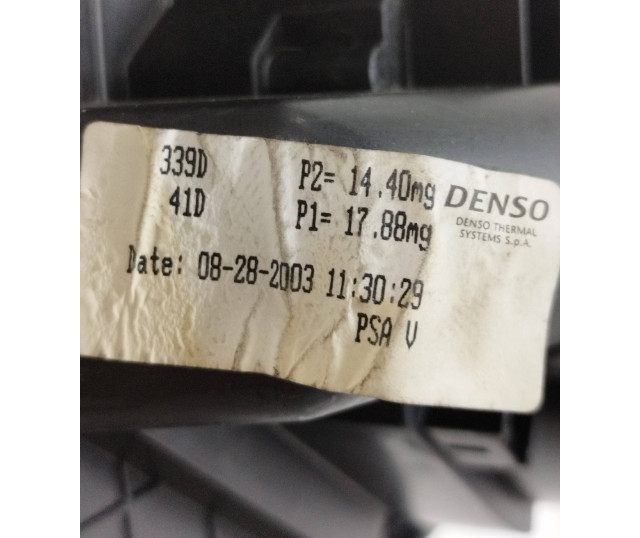 339D P2= 14.40mg
41D P1= 17.88mg
DENSO
DENSO THERMAL
SYSTEMS S.p.A.
Date: 08-28-2003 11:30:29
PSA V